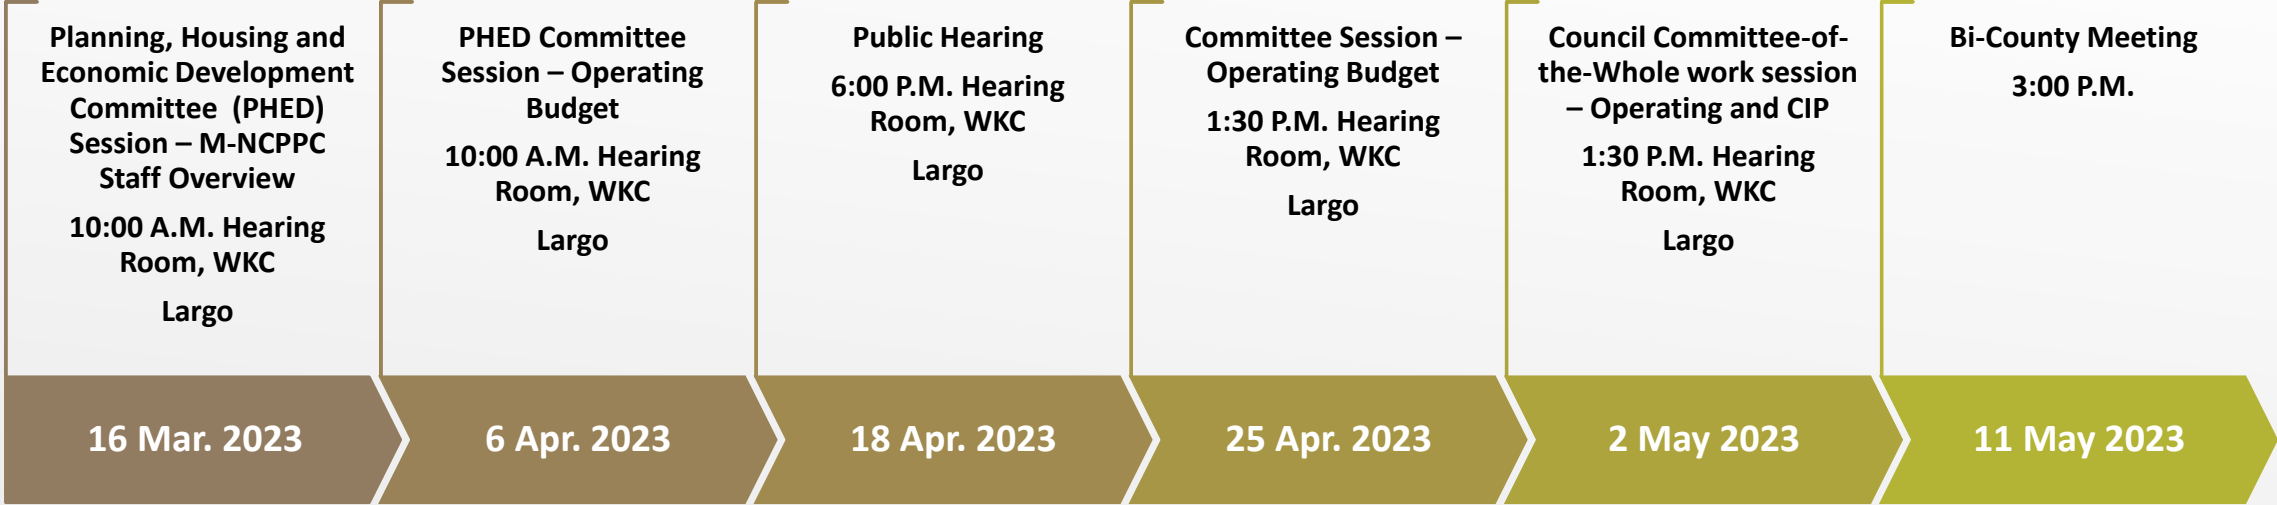 Planning, Housing and
Economic Development
Committee (PHED)
Session – M-NCPPC
Staff Overview
10:00 A.M. Hearing
Room, WKC
Largo
16 Mar. 2023
PHED Committee
Session – Operating
Budget
10:00 A.M. Hearing
Room, WKC
Largo
6 Apr. 2023
Public Hearing
6:00 P.M. Hearing
Room, WKC
Largo
18 Apr. 2023
Committee Session –
Operating Budget
1:30 P.M. Hearing
Room, WKC
Largo
25 Apr. 2023
Council Committee-of-
the-Whole work session
– Operating and CIP
1:30 P.M. Hearing
Room, WKC
Largo
2 May 2023
Bi-County Meeting
3:00 P.M.
11 May 2023